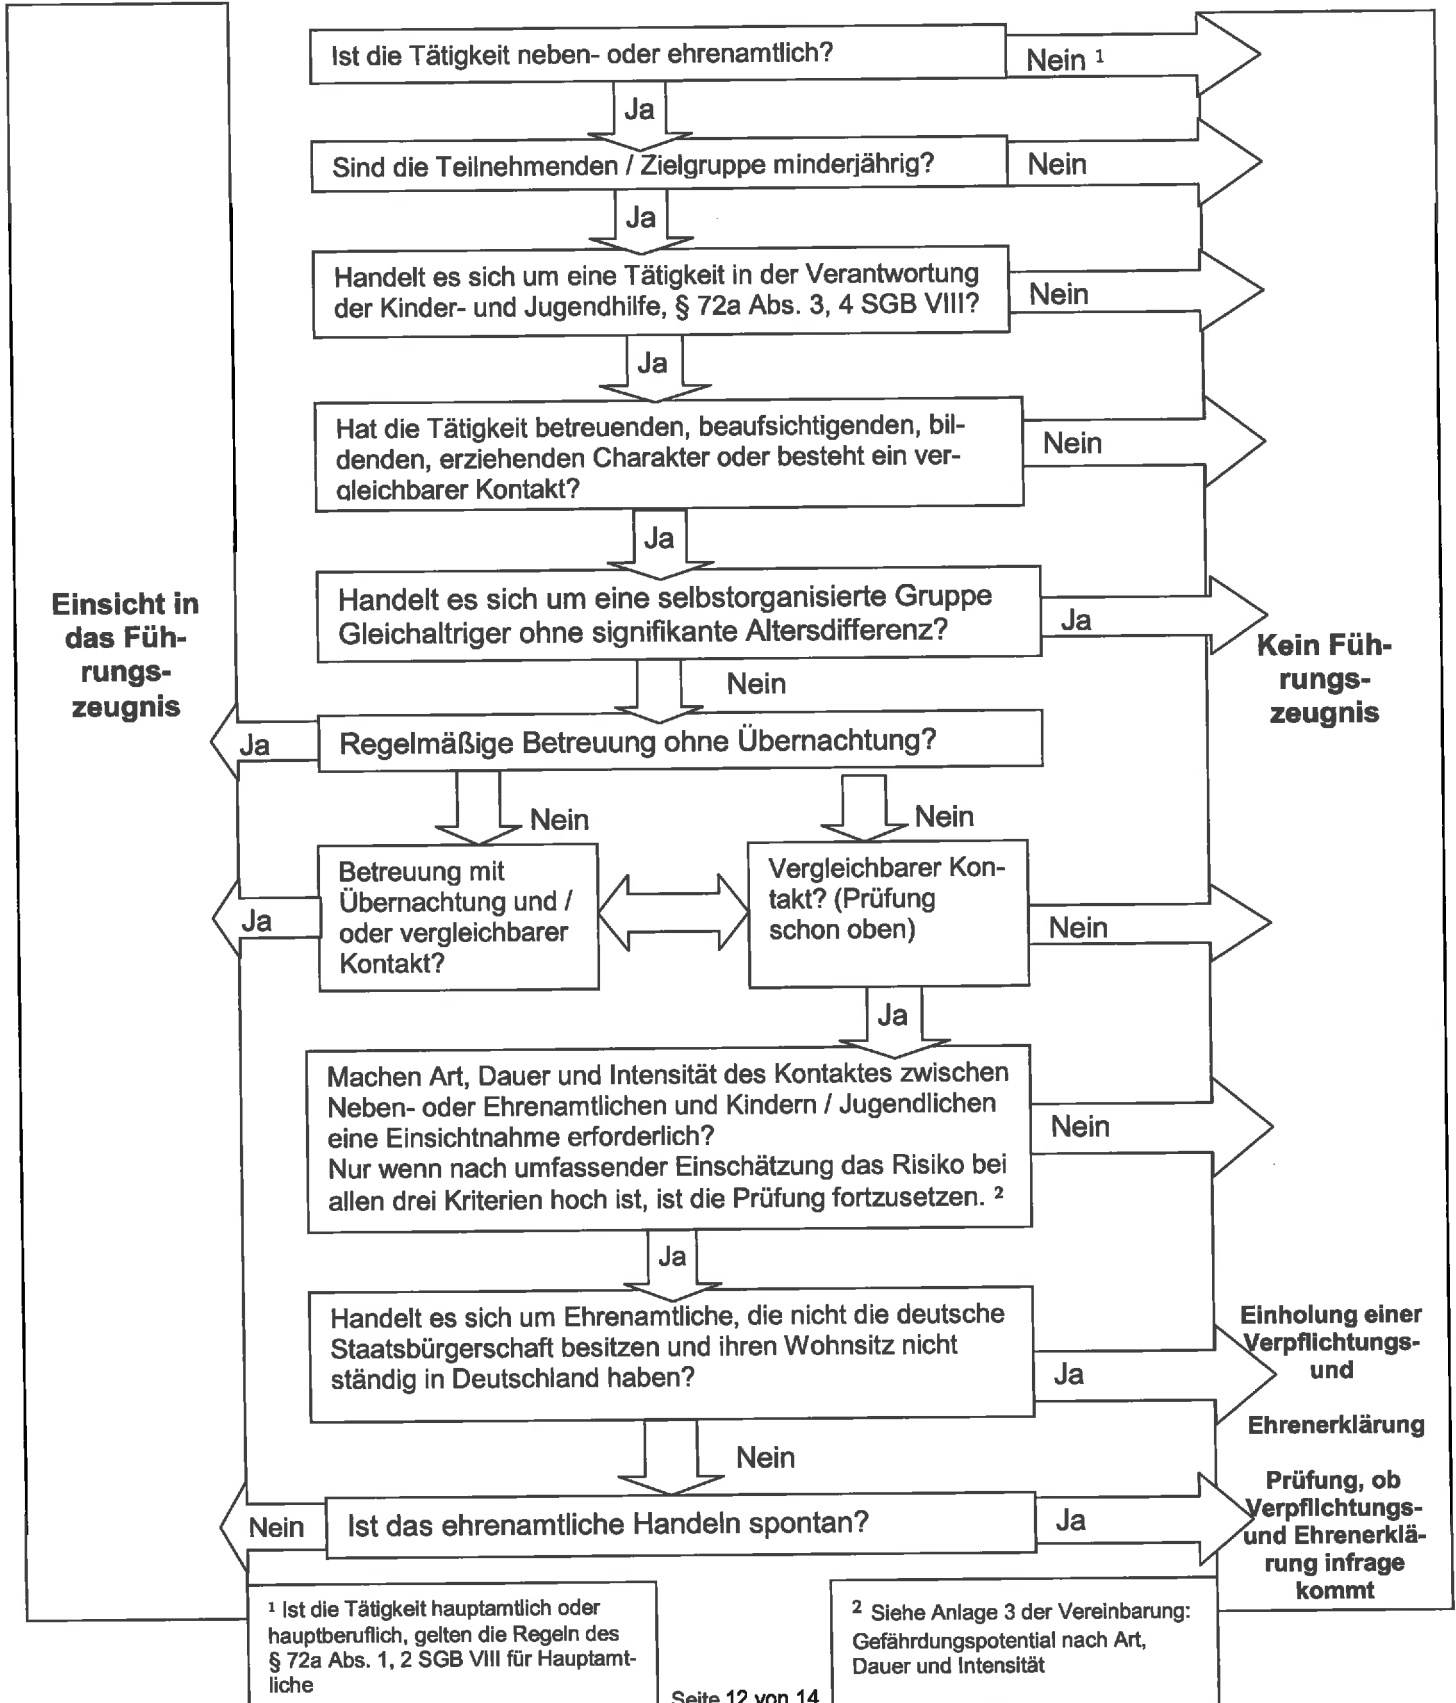 Ist die Tätigkeit neben- oder ehrenamtlich?
Nein ¹
Ja
Sind die Teilnehmenden / Zielgruppe minderjährig?
Nein
Ja
Handelt es sich um eine Tätigkeit in der Verantwortung
der Kinder- und Jugendhilfe, § 72a Abs. 3, 4 SGB VIII?
Nein
Ja
Hat die Tätigkeit betreuenden, beaufsichtigenden, bil-
denden, erziehenden Charakter oder besteht ein ver-
gleichbarer Kontakt?
Nein
Ja
Handelt es sich um eine selbstorganisierte Gruppe
Gleichaltriger ohne signifikante Altersdifferenz?
Ja
Einsicht in
das Füh-
rungs-
zeugnis
Kein Füh-
rungs-
zeugnis
Nein
Ja
Regelmäßige Betreuung ohne Übernachtung?
Nein
Nein
Ja
Betreuung mit
Übernachtung und /
oder vergleichbarer
Kontakt?
Vergleichbarer Kon-
takt? (Prüfung
schon oben)
Nein
Ja
Machen Art, Dauer und Intensität des Kontaktes zwischen
Neben- oder Ehrenamtlichen und Kindern / Jugendlichen
eine Einsichtnahme erforderlich?
Nur wenn nach umfassender Einschätzung das Risiko bei
allen drei Kriterien hoch ist, ist die Prüfung fortzusetzen. ²
Nein
Ja
Handelt es sich um Ehrenamtliche, die nicht die deutsche
Staatsbürgerschaft besitzen und ihren Wohnsitz nicht
ständig in Deutschland haben?
Ja
Einholung einer
Verpflichtungs-
und
Ehrenerklärung
Nein
Nein
Ist das ehrenamtliche Handeln spontan?
Ja
Prüfung, ob
Verpflichtungs-
und Ehrenerklä-
rung infrage
kommt
¹ Ist die Tätigkeit hauptamtlich oder
hauptberuflich, gelten die Regeln des
§ 72a Abs. 1, 2 SGB VIII für Hauptamt-
liche
² Siehe Anlage 3 der Vereinbarung:
Gefährdungspotential nach Art,
Dauer und Intensität
Seite 12 von 14